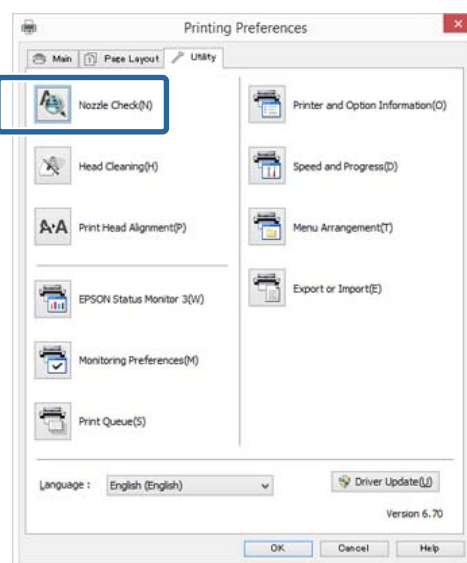 Printing Preferences
Main
Page Layout
Utility
Nozzle Check(N)
Printer and Option Information(O)
Head Cleaning(H)
Speed and Progress(D)
Print Head Alignment(P)
Menu Arrangement(T)
EPSON Status Monitor 3(W)
Export or Import(E)
Monitoring Preferences(M)
Print Queue(S)
Language :
English (English)
Driver Update(U)
Version 6.70
OK
Cancel
Help